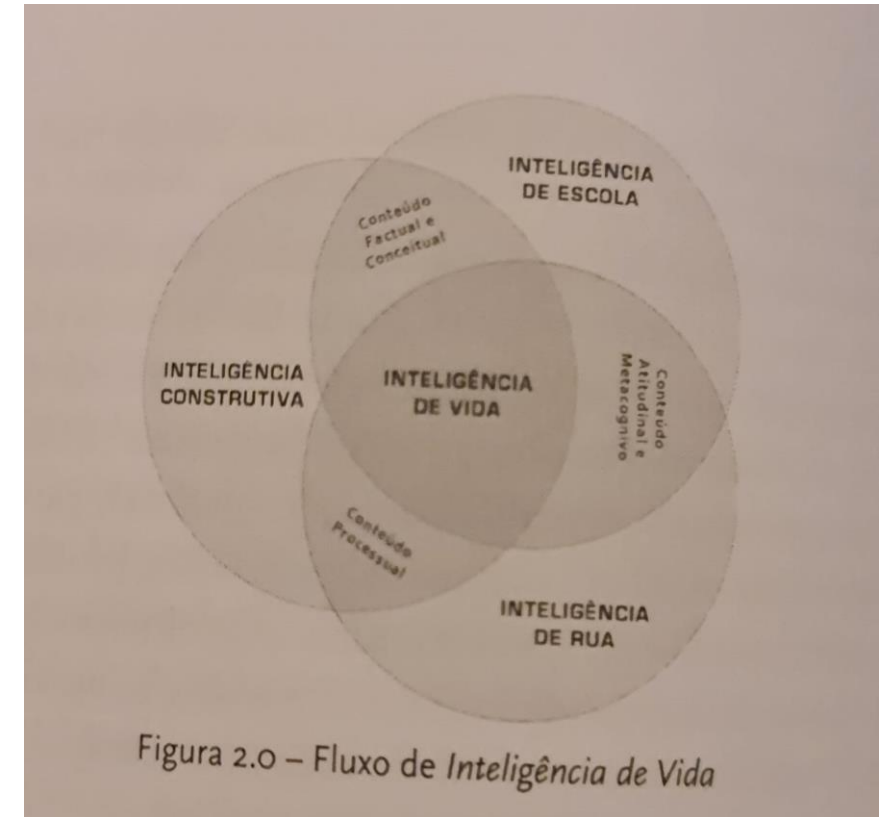 INTELIGÊNCIA
DE ESCOLA
Conteúdo
Factual e
Conceitual
INTELIGÊNCIA
CONSTRUTIVA
INTELIGÊNCIA
DE VIDA
Conteúdo
Atitudinal e
Metacognivo
Conteúdo
Processual
INTELIGÊNCIA
DE RUA
Figura 2.0 – Fluxo de Inteligência de Vida